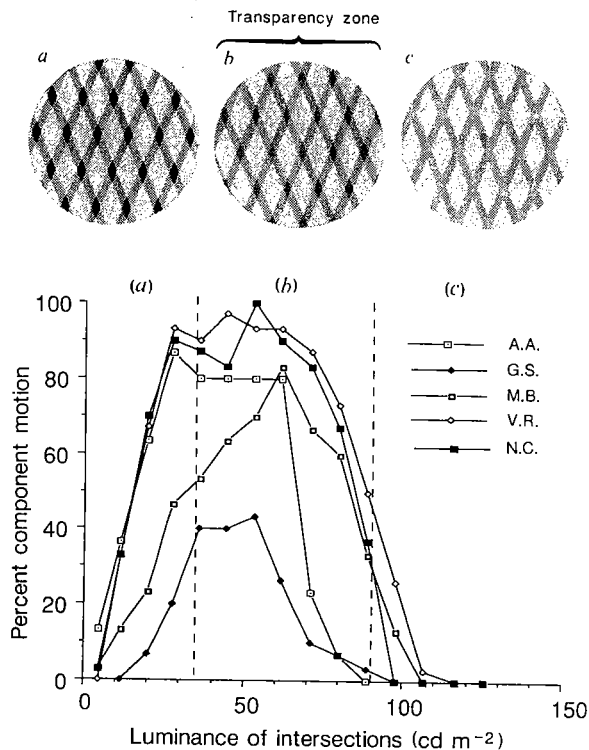 Transparency zone
a
b
c
(a)
(b)
(c)
100
80
60
40
20
0
Percent component motion
A.A.
G.S.
M.B.
V.R.
N.C.
0
50
100
150
Luminance of intersections (cd m⁻²)